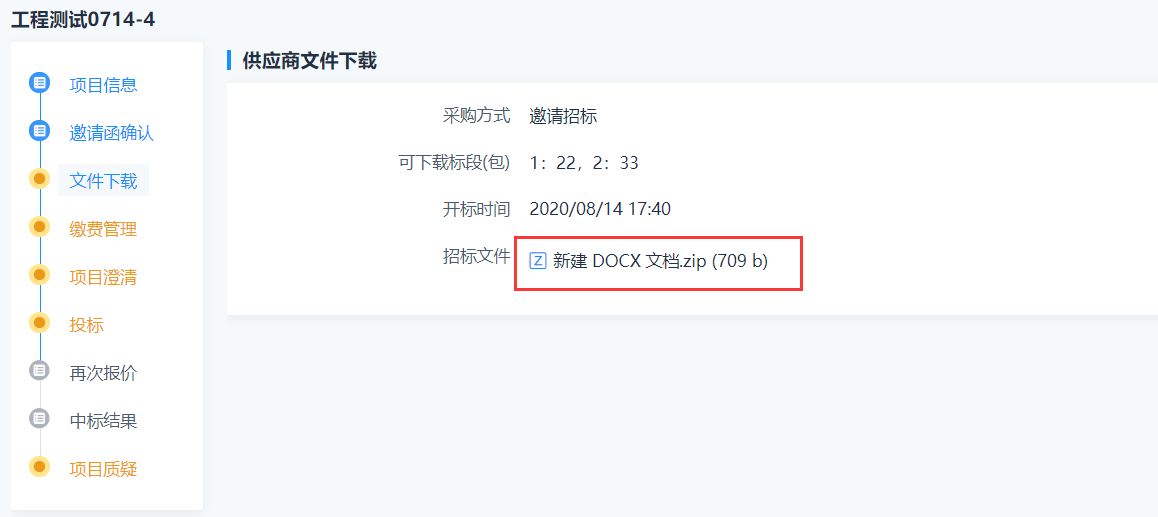 工程测试0714-4
项目信息
邀请函确认
文件下载
缴费管理
项目澄清
投标
再次报价
中标结果
项目质疑
供应商文件下载
采购方式 邀请招标
可下载标段(包) 1：22，2：33
开标时间 2020/08/14 17:40
招标文件 Z 新建 DOCX 文档.zip (709 b)